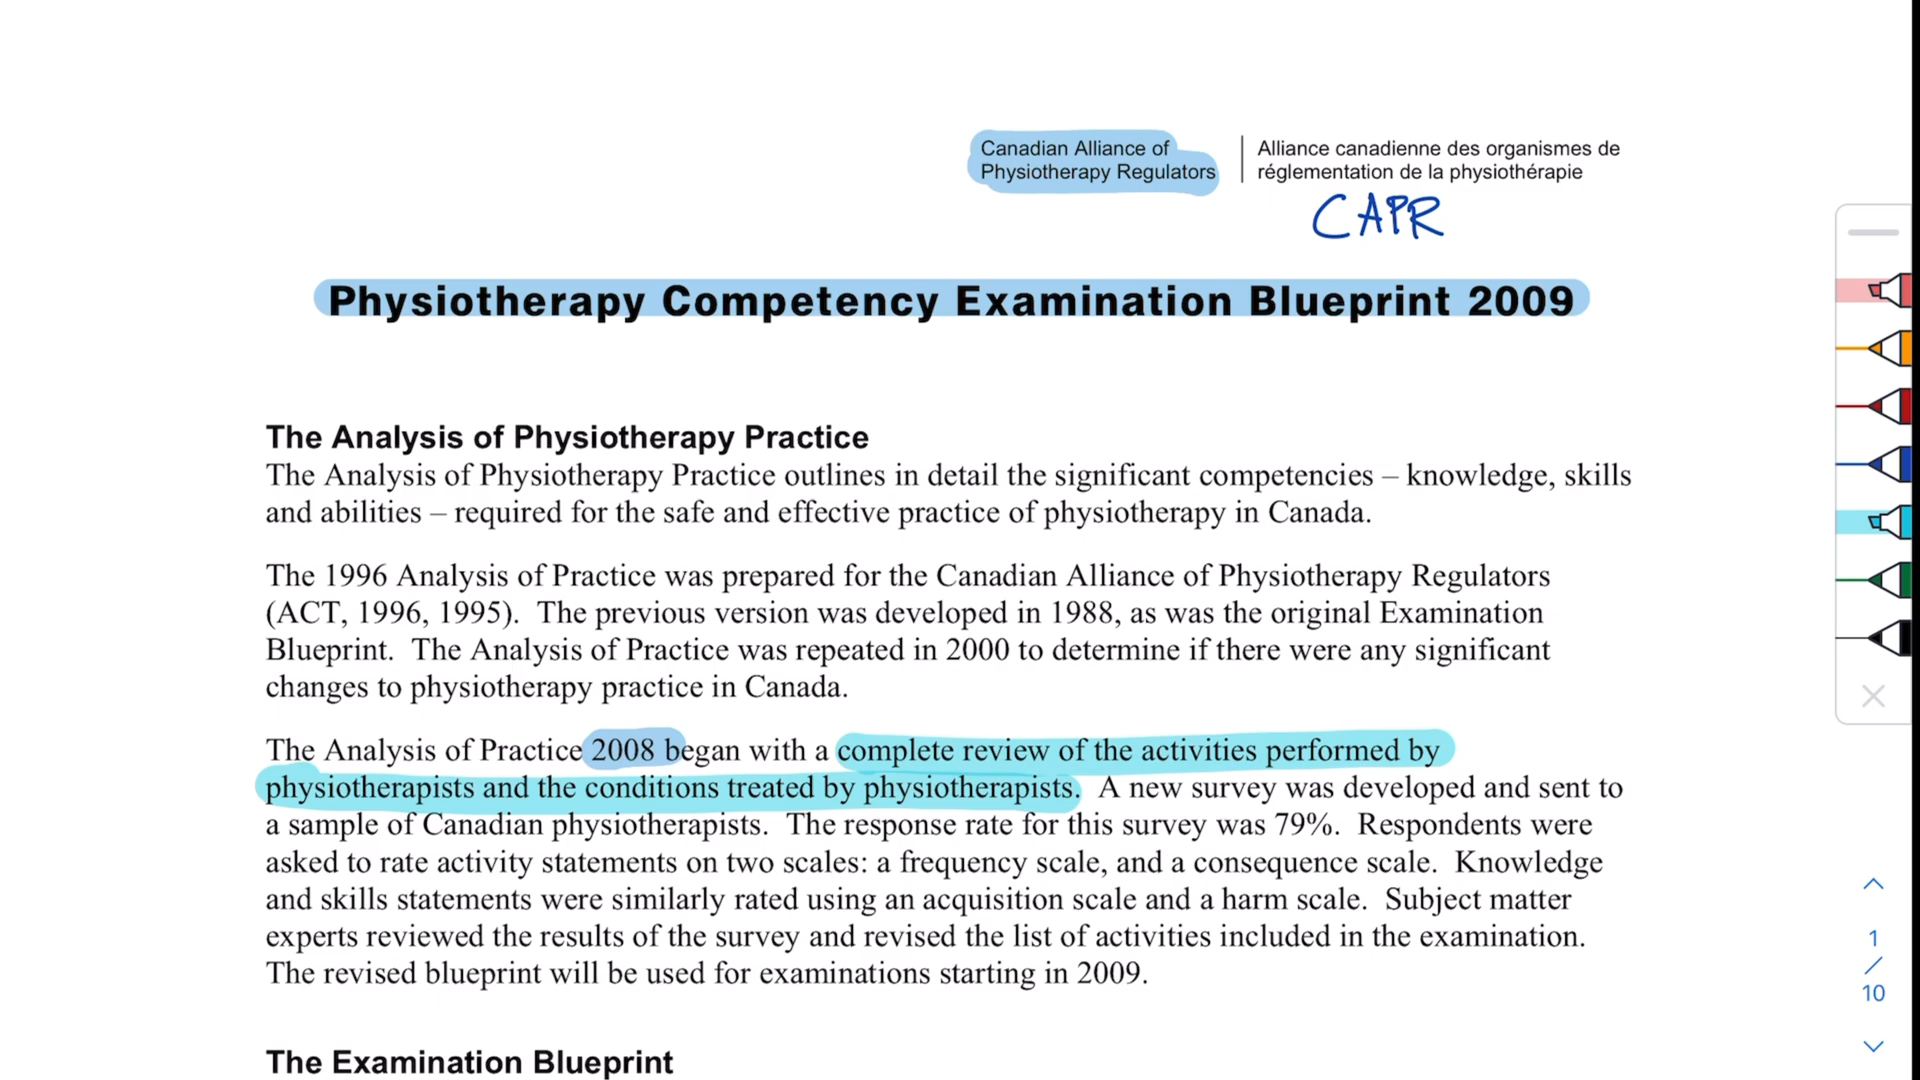 Canadian Alliance of
Physiotherapy Regulators
Alliance canadienne des organismes de
réglementation de la physiothérapie
CAPR
Physiotherapy Competency Examination Blueprint 2009
The Analysis of Physiotherapy Practice
The Analysis of Physiotherapy Practice outlines in detail the significant competencies – knowledge, skills
and abilities – required for the safe and effective practice of physiotherapy in Canada.
The 1996 Analysis of Practice was prepared for the Canadian Alliance of Physiotherapy Regulators
(ACT, 1996, 1995).  The previous version was developed in 1988, as was the original Examination
Blueprint.  The Analysis of Practice was repeated in 2000 to determine if there were any significant
changes to physiotherapy practice in Canada.
The Analysis of Practice 2008 began with a complete review of the activities performed by
physiotherapists and the conditions treated by physiotherapists.  A new survey was developed and sent to
a sample of Canadian physiotherapists.  The response rate for this survey was 79%.  Respondents were
asked to rate activity statements on two scales: a frequency scale, and a consequence scale.  Knowledge
and skills statements were similarly rated using an acquisition scale and a harm scale.  Subject matter
experts reviewed the results of the survey and revised the list of activities included in the examination.
The revised blueprint will be used for examinations starting in 2009.
The Examination Blueprint
1
/
10